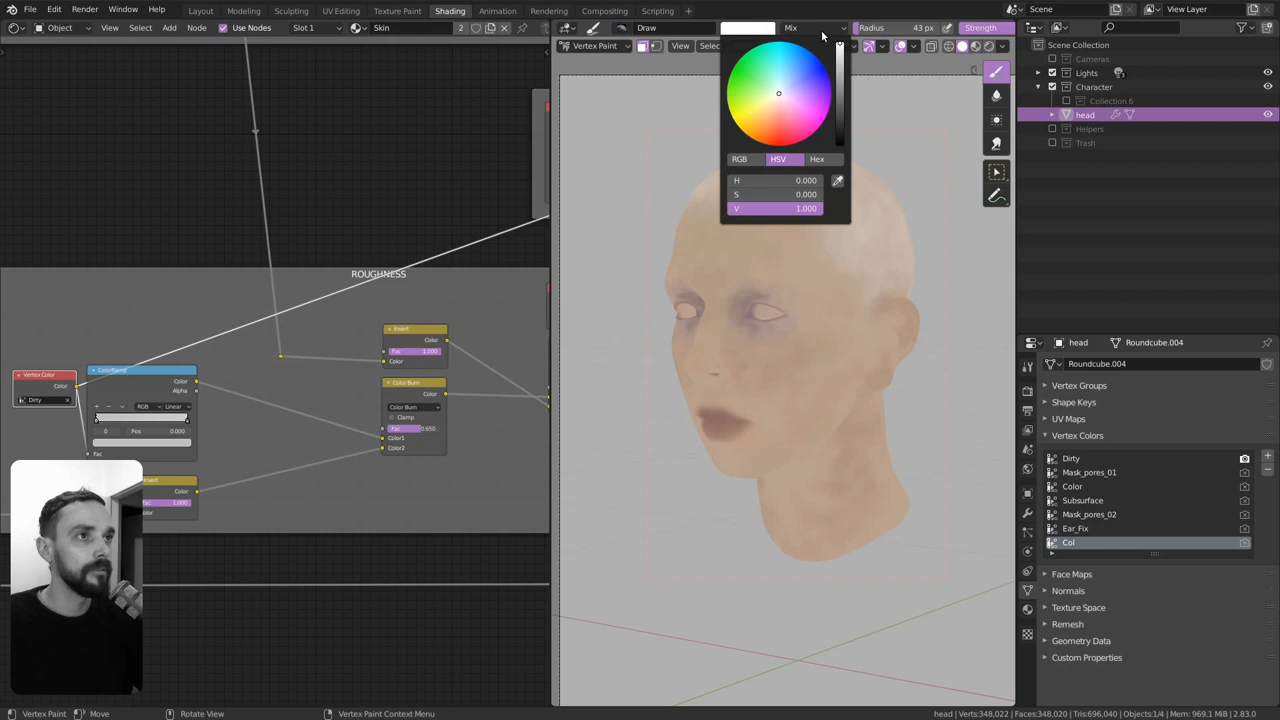 File Edit Render Window Help
Layout Modeling Sculpting UV Editing Texture Paint Shading Animation Rendering Compositing Scripting
Scene View Layer
Object View Select Add Node Use Nodes Slot 1 Skin 2
Draw Mix Radius 43 px Strength
Vertex Paint View Selec
RGB HSV Hex
H 0.000
S 0.000
V 1.000
ROUGHNESS
Vertex Color
Color
Dirty
ColorRamp
Color
Alpha
RGB Linear
0 Pos 0.000
Fac
Invert
Color
Fac 1.000
Color
Color Burn
Color
Color Burn
Clamp
Fac 0.650
Color1
Color2
Invert
Color
1.000
Scene Collection
Cameras
Lights
Character
Collection 6
head
Helpers
Trash
head Roundcube.004
Roundcube.004
Vertex Groups
Shape Keys
UV Maps
Vertex Colors
Dirty
Mask_pores_01
Color
Subsurface
Mask_pores_02
Ear_Fix
Col
Face Maps
Normals
Texture Space
Remesh
Geometry Data
Custom Properties
Vertex Paint Move Rotate View Vertex Paint Context Menu
head | Verts:348,022 | Faces:348,020 | Tris:696,040 | Objects:1/4 | Mem: 969.1 MiB | 2.83.0